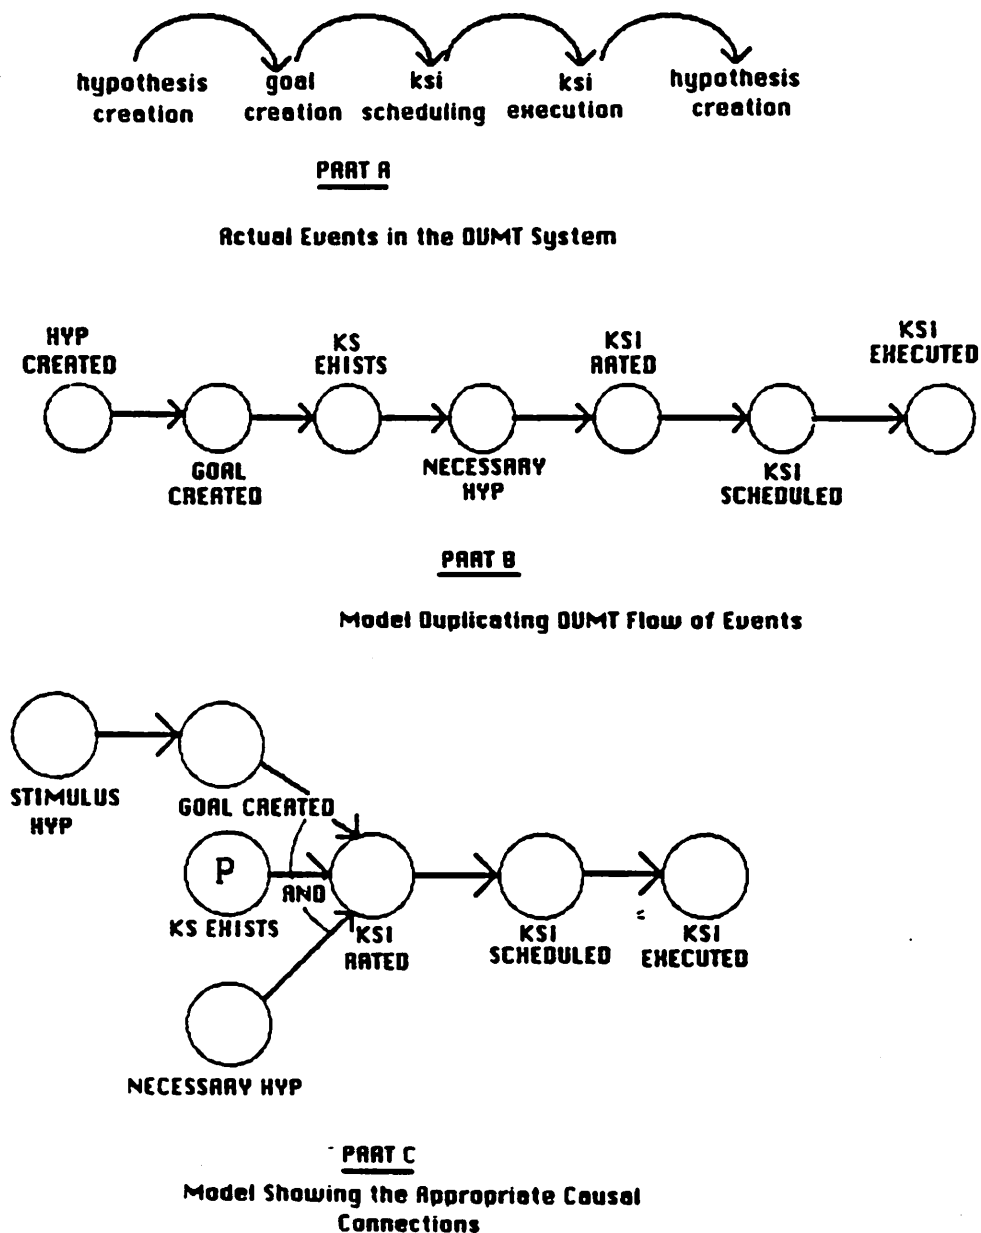 hypothesis creation
goal creation
ksi scheduling
ksi execution
hypothesis creation
PART A
Actual Events in the DVMT System
HYP CREATED
GOAL CREATED
KS EXISTS
NECESSARY HYP
KSI RATED
KSI SCHEDULED
KSI EXECUTED
PART B
Model Duplicating DVMT Flow of Events
STIMULUS HYP
GOAL CREATED
P
KS EXISTS
AND
KSI RATED
KSI SCHEDULED
KSI EXECUTED
NECESSARY HYP
PART C
Model Showing the Appropriate Causal
Connections